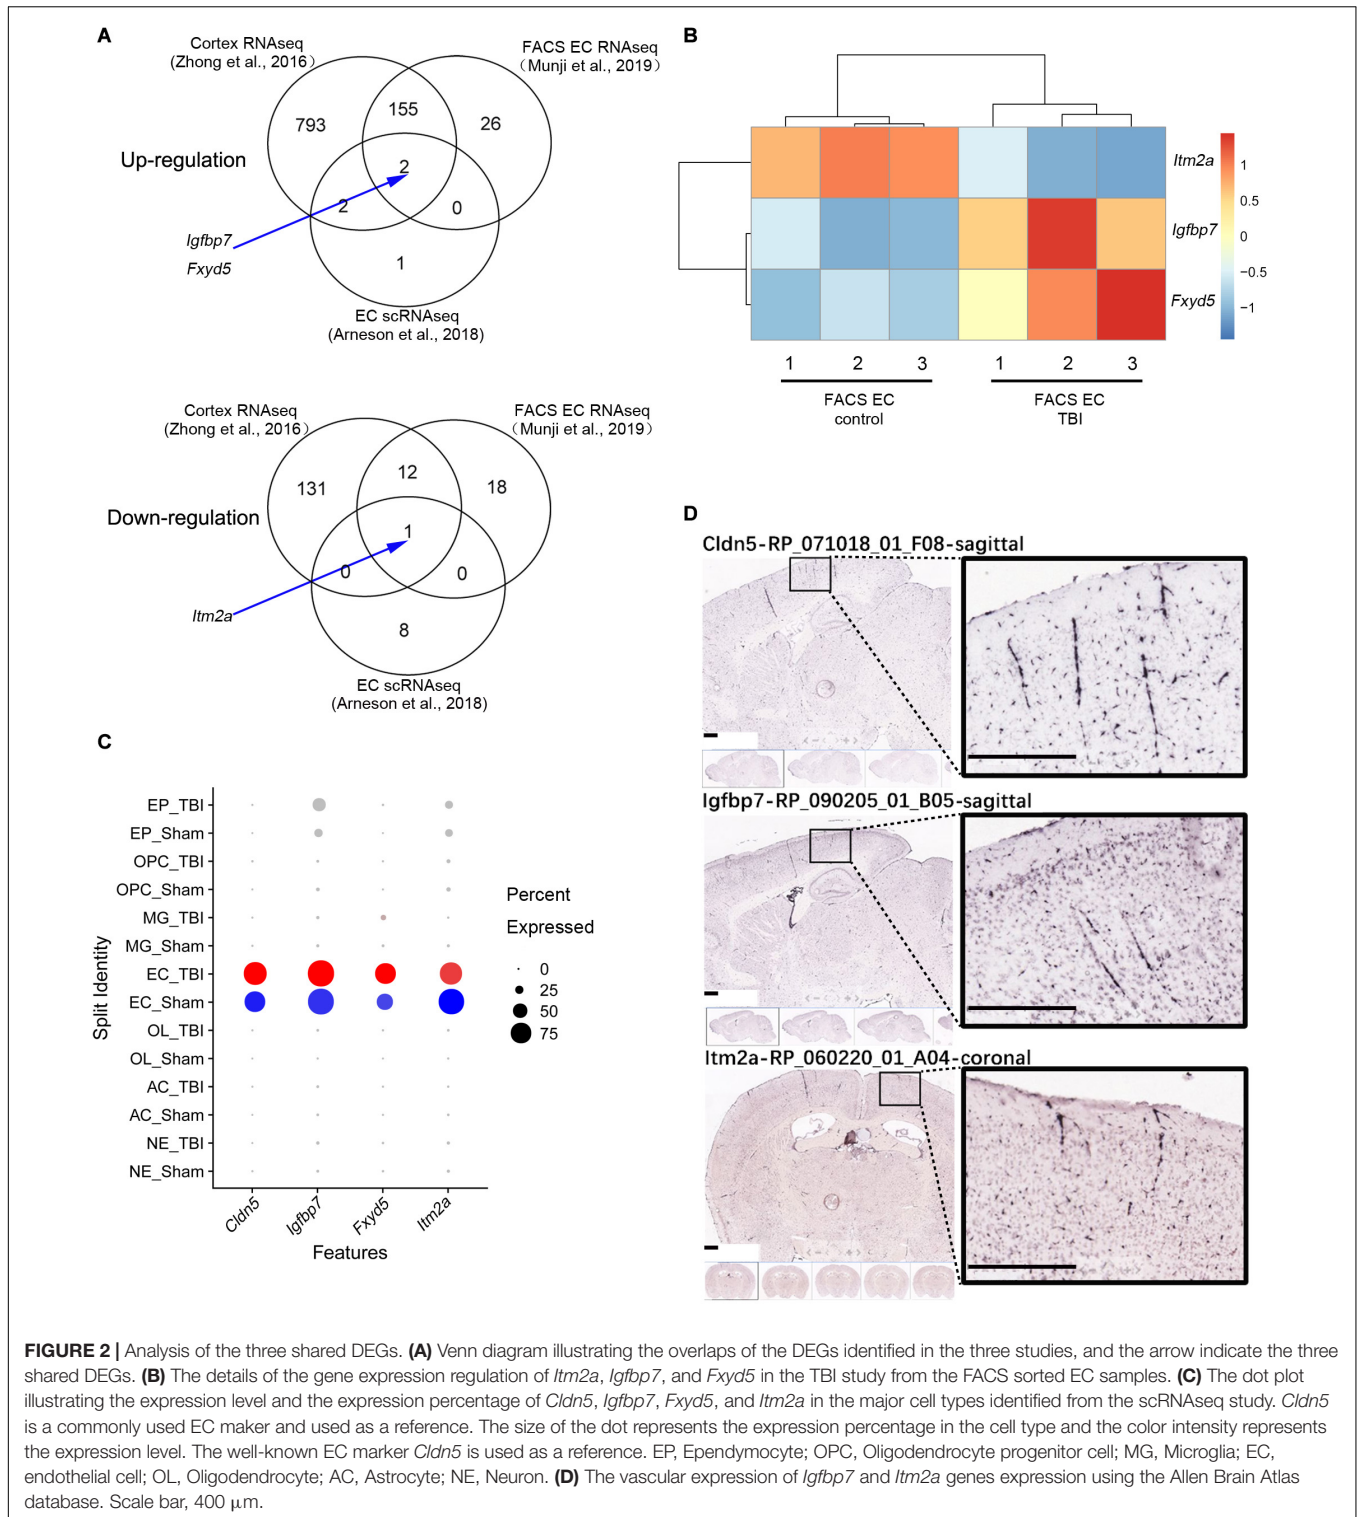 A
Cortex RNAseq
(Zhong et al., 2016)
FACS EC RNAseq
（Munji et al., 2019）
793
155
26
Up-regulation
2
2
0
Igfbp7
Fxyd5
1
EC scRNAseq
(Arneson et al., 2018)
Cortex RNAseq
(Zhong et al., 2016)
FACS EC RNAseq
（Munji et al., 2019）
131
12
18
Down-regulation
1
0
0
Itm2a
8
EC scRNAseq
(Arneson et al., 2018)
B
Itm2a
Igfbp7
Fxyd5
1
0.5
0
−0.5
−1
1 2 3 1 2 3
FACS EC
control
FACS EC
TBI
C
Split Identity
EP_TBI
EP_Sham
OPC_TBI
OPC_Sham
MG_TBI
MG_Sham
EC_TBI
EC_Sham
OL_TBI
OL_Sham
AC_TBI
AC_Sham
NE_TBI
NE_Sham
Cldn5
Igfbp7
Fxyd5
Itm2a
Features
Percent
Expressed
0
25
50
75
D
Cldn5-RP_071018_01_F08-sagittal
Igfbp7-RP_090205_01_B05-sagittal
Itm2a-RP_060220_01_A04-coronal
FIGURE 2 | Analysis of the three shared DEGs. (A) Venn diagram illustrating the overlaps of the DEGs identified in the three studies, and the arrow indicate the three
shared DEGs. (B) The details of the gene expression regulation of Itm2a, Igfbp7, and Fxyd5 in the TBI study from the FACS sorted EC samples. (C) The dot plot
illustrating the expression level and the expression percentage of Cldn5, Igfbp7, Fxyd5, and Itm2a in the major cell types identified from the scRNAseq study. Cldn5
is a commonly used EC maker and used as a reference. The size of the dot represents the expression percentage in the cell type and the color intensity represents
the expression level. The well-known EC marker Cldn5 is used as a reference. EP, Ependymocyte; OPC, Oligodendrocyte progenitor cell; MG, Microglia; EC,
endothelial cell; OL, Oligodendrocyte; AC, Astrocyte; NE, Neuron. (D) The vascular expression of Igfbp7 and Itm2a genes expression using the Allen Brain Atlas
database. Scale bar, 400 μm.